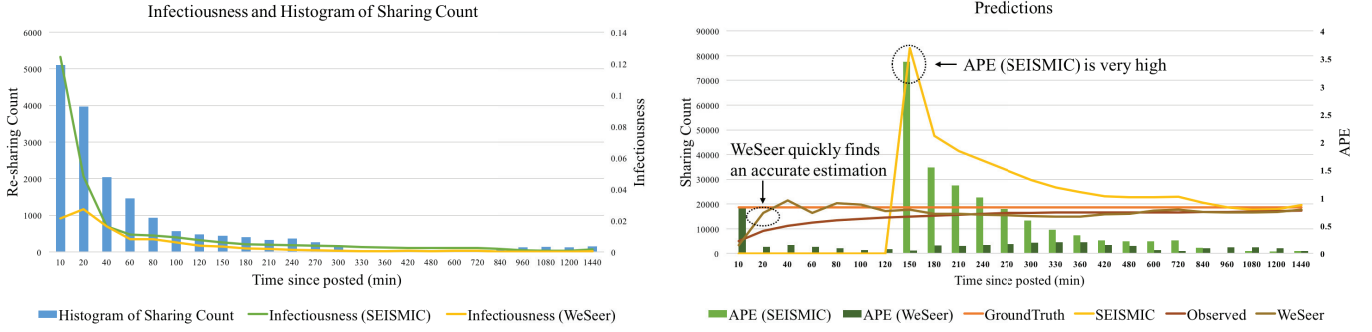 Infectiousness and Histogram of Sharing Count
6000
5000
4000
3000
2000
1000
0
Re-sharing Count
0.14
0.12
0.1
0.08
0.06
0.04
0.02
0
Infectiousness
10 20 40 60 80 100 120 150 180 210 240 270 300 330 360 420 480 600 720 840 960 1080 1200 1440
Time since posted (min)
Histogram of Sharing Count Infectiousness (SEISMIC) Infectiousness (WeSeer)
Predictions
90000
80000
70000
60000
50000
40000
30000
20000
10000
0
Sharing Count
4
3.5
3
2.5
2
1.5
1
0.5
0
APE
APE (SEISMIC) is very high
WeSeer quickly finds
an accurate estimation
10 20 40 60 80 100 120 150 180 210 240 270 300 330 360 420 480 600 720 840 960 1080 1200 1440
Time since posted (min)
APE (SEISMIC) APE (WeSeer) GroundTruth SEISMIC Observed WeSeer